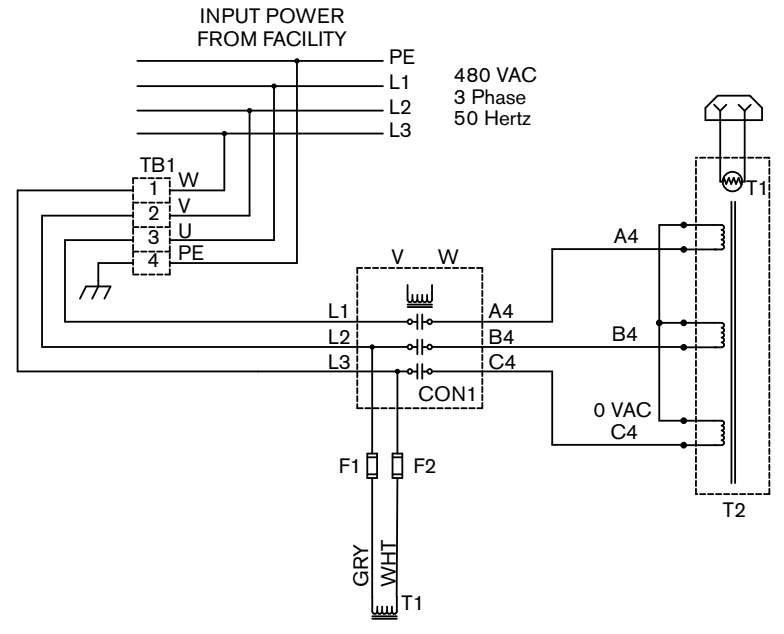 INPUT POWER
FROM FACILITY
PE
L1
L2
L3
480 VAC
3 Phase
50 Hertz
TB1
1 W
2 V
3 U
4 PE
T1
V W
A4
L1 A4
L2 B4 B4
L3 C4
CON1
0 VAC
C4
F1 F2
T2
GRY
WHT
T1